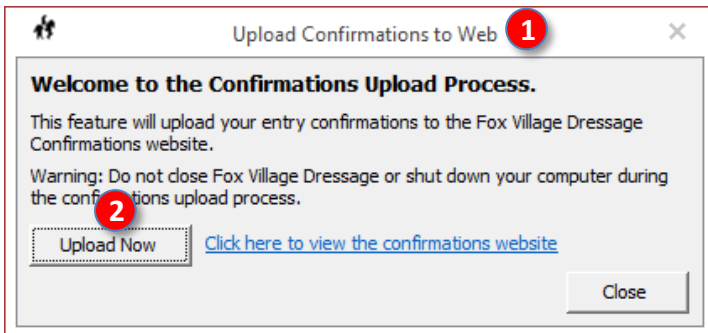 Upload Confirmations to Web 1
Welcome to the Confirmations Upload Process.
This feature will upload your entry confirmations to the Fox Village Dressage
Confirmations website.
Warning: Do not close Fox Village Dressage or shut down your computer during
the confirmations upload process.
2
Upload Now Click here to view the confirmations website
Close